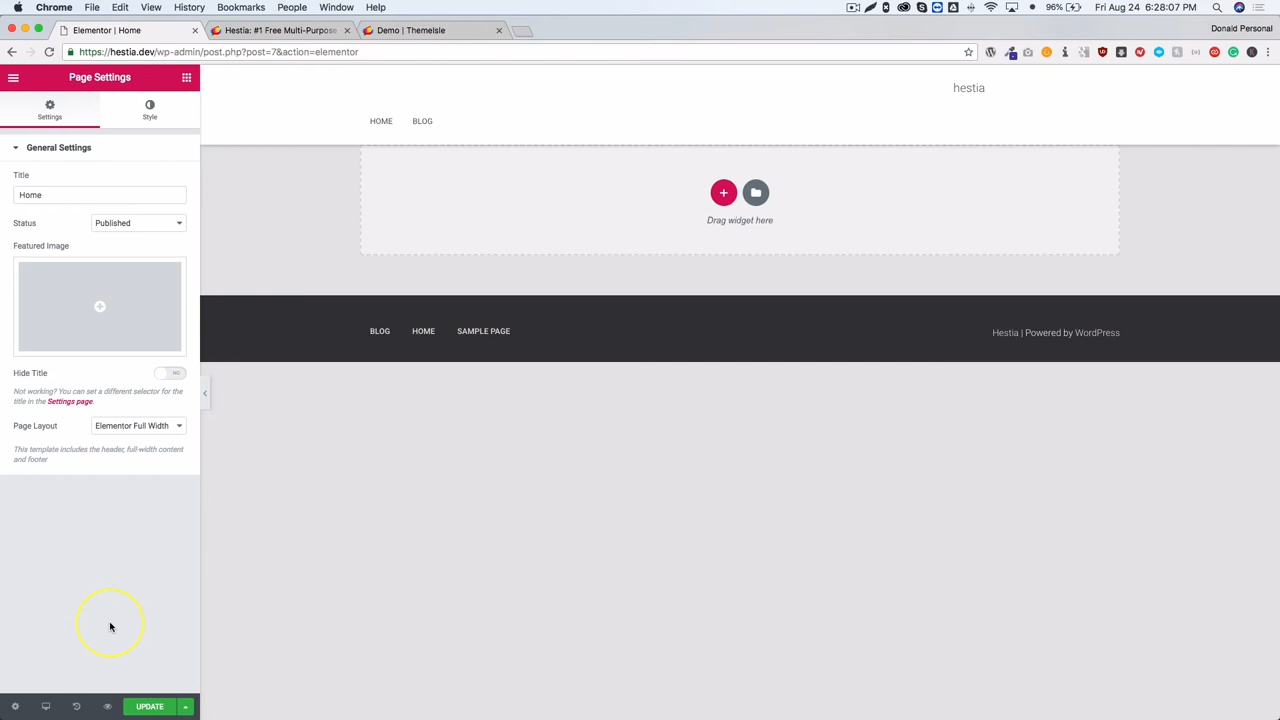 Chrome File Edit View History Bookmarks People Window Help 96% Fri Aug 24 6:28:07 PM
Elementor | Home Hestia: #1 Free Multi-Purpose Demo | ThemeIsle Donald Personal
https://hestia.dev/wp-admin/post.php?post=7&action=elementor
Page Settings
Settings Style
General Settings
Title
Home
Status Published
Featured Image
Hide Title NO
Not working? You can set a different selector for the
title in the Settings page.
Page Layout Elementor Full Width
This template includes the header, full-width content
and footer
UPDATE
hestia
HOME BLOG
Drag widget here
BLOG HOME SAMPLE PAGE Hestia | Powered by WordPress